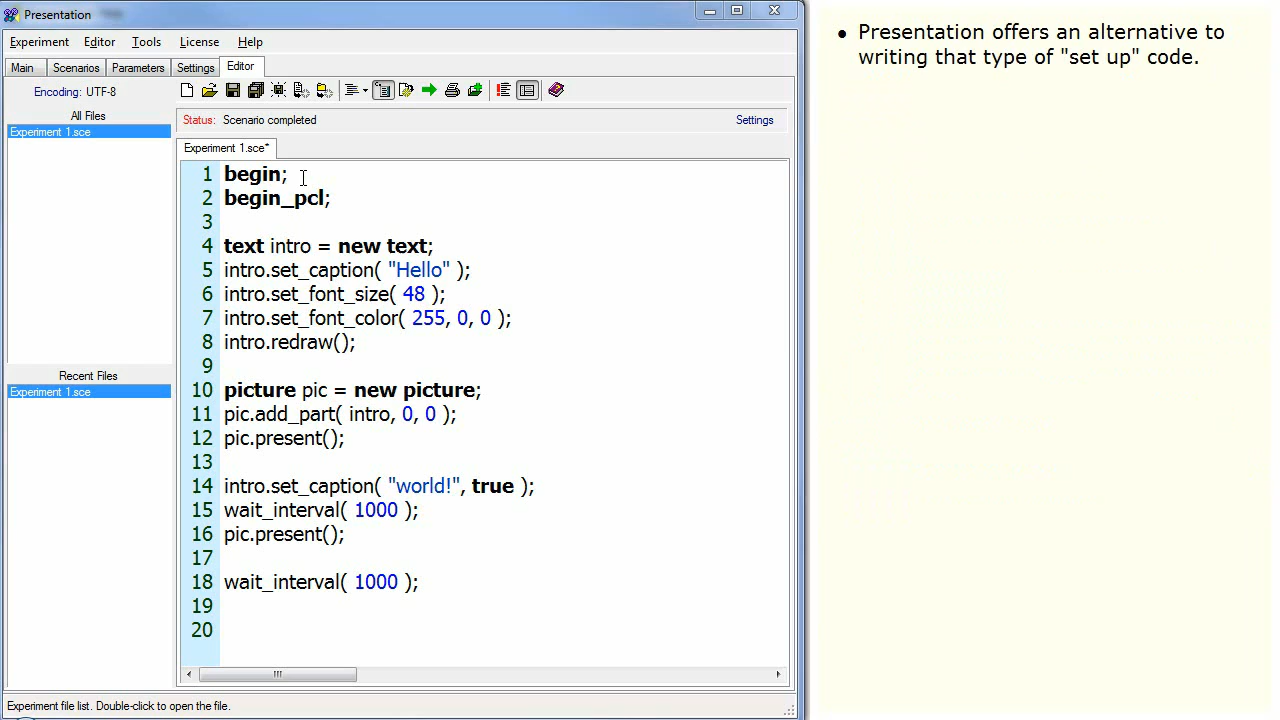 Presentation
Experiment Editor Tools License Help
Main Scenarios Parameters Settings Editor
Encoding: UTF-8
All Files
Experiment 1.sce
Recent Files
Experiment 1.sce
Status: Scenario completed Settings
Experiment 1.sce*
1 begin;
2 begin_pcl;
3
4 text intro = new text;
5 intro.set_caption( "Hello" );
6 intro.set_font_size( 48 );
7 intro.set_font_color( 255, 0, 0 );
8 intro.redraw();
9
10 picture pic = new picture;
11 pic.add_part( intro, 0, 0 );
12 pic.present();
13
14 intro.set_caption( "world!", true );
15 wait_interval( 1000 );
16 pic.present();
17
18 wait_interval( 1000 );
19
20
Experiment file list. Double-click to open the file.
• Presentation offers an alternative to
writing that type of "set up" code.